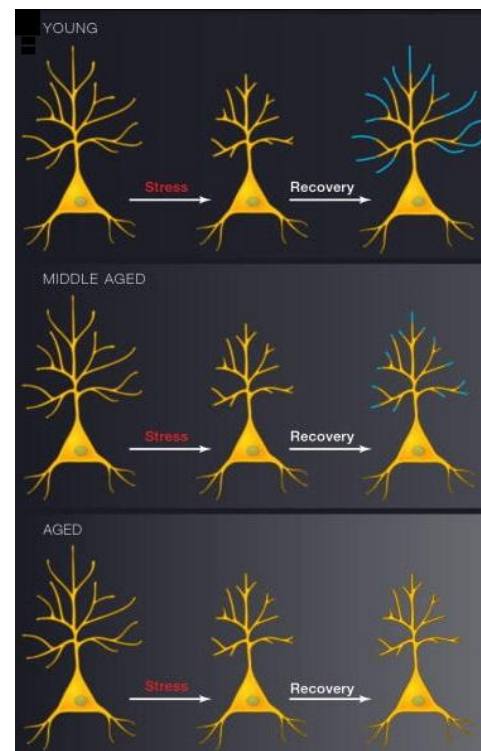 YOUNG
Stress
Recovery
MIDDLE AGED
Stress
Recovery
AGED
Stress
Recovery